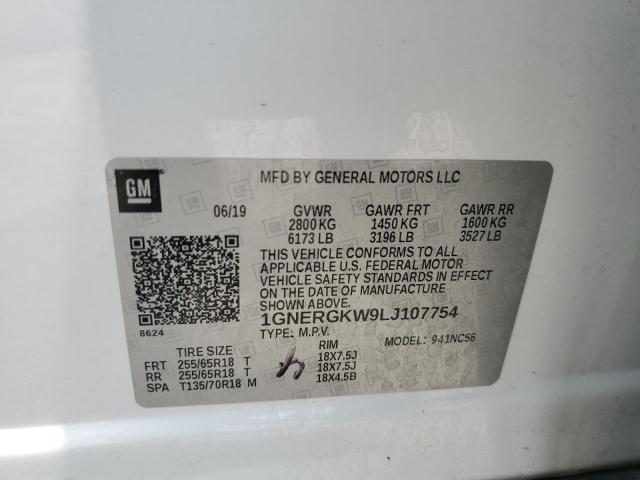 GM
MFD BY GENERAL MOTORS LLC
06/19 GVWR GAWR FRT GAWR RR
2800 KG 1450 KG 1600 KG
6173 LB 3196 LB 3527 LB
THIS VEHICLE CONFORMS TO ALL
APPLICABLE U.S. FEDERAL MOTOR
VEHICLE SAFETY STANDARDS IN EFFECT
ON THE DATE OF MANUFACTURE
SHOWN ABOVE.
1GNERGKW9LJ107754
8624
TYPE: M.P.V. MODEL: 941NC56
TIRE SIZE RIM
FRT 255/65R18 T 18X7.5J
RR 255/65R18 T 18X7.5J
SPA T135/70R18 M 18X4.5B